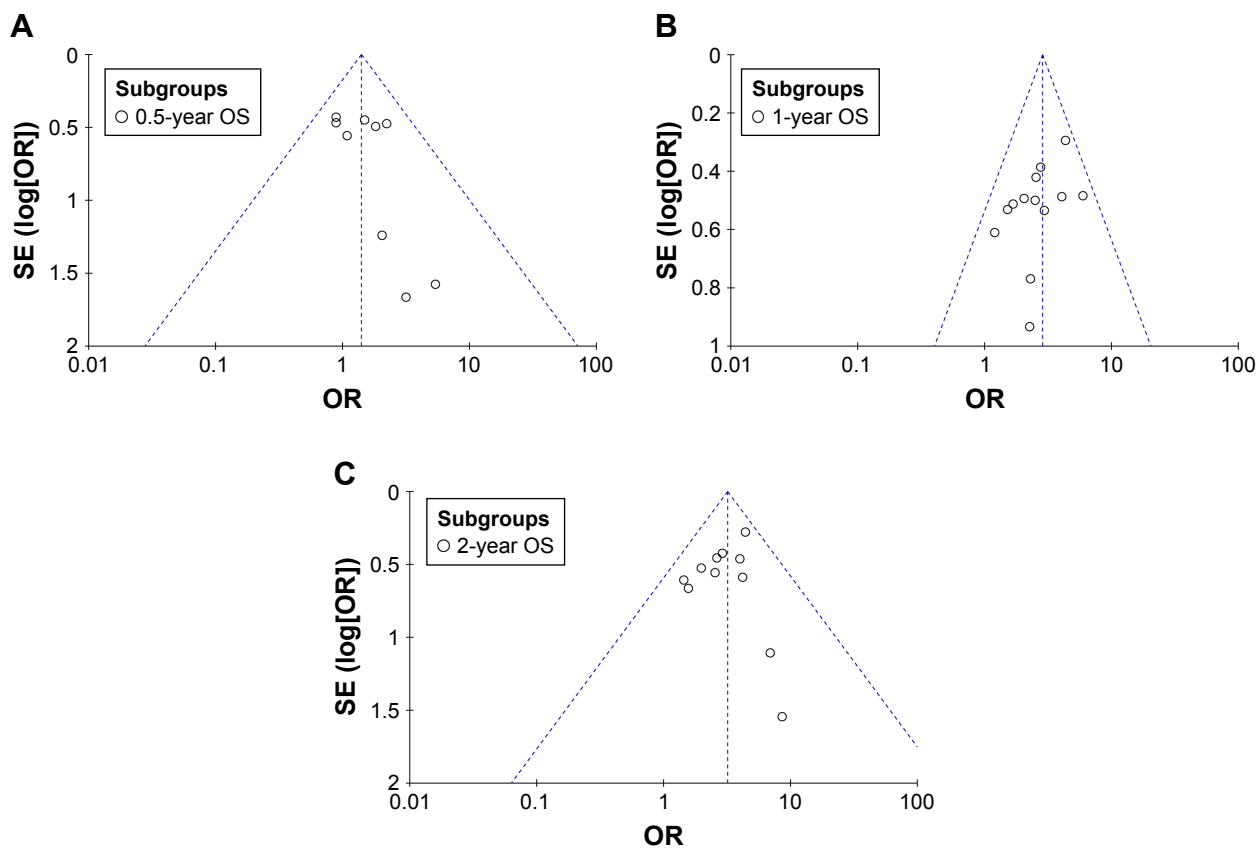 A
0
0.5
1
1.5
2
SE (log[OR])
Subgroups
0.5-year OS
0.01
0.1
1
10
100
OR
B
0
0.2
0.4
0.6
0.8
1
SE (log[OR])
Subgroups
1-year OS
0.01
0.1
1
10
100
OR
C
0
0.5
1
1.5
2
SE (log[OR])
Subgroups
2-year OS
0.01
0.1
1
10
100
OR